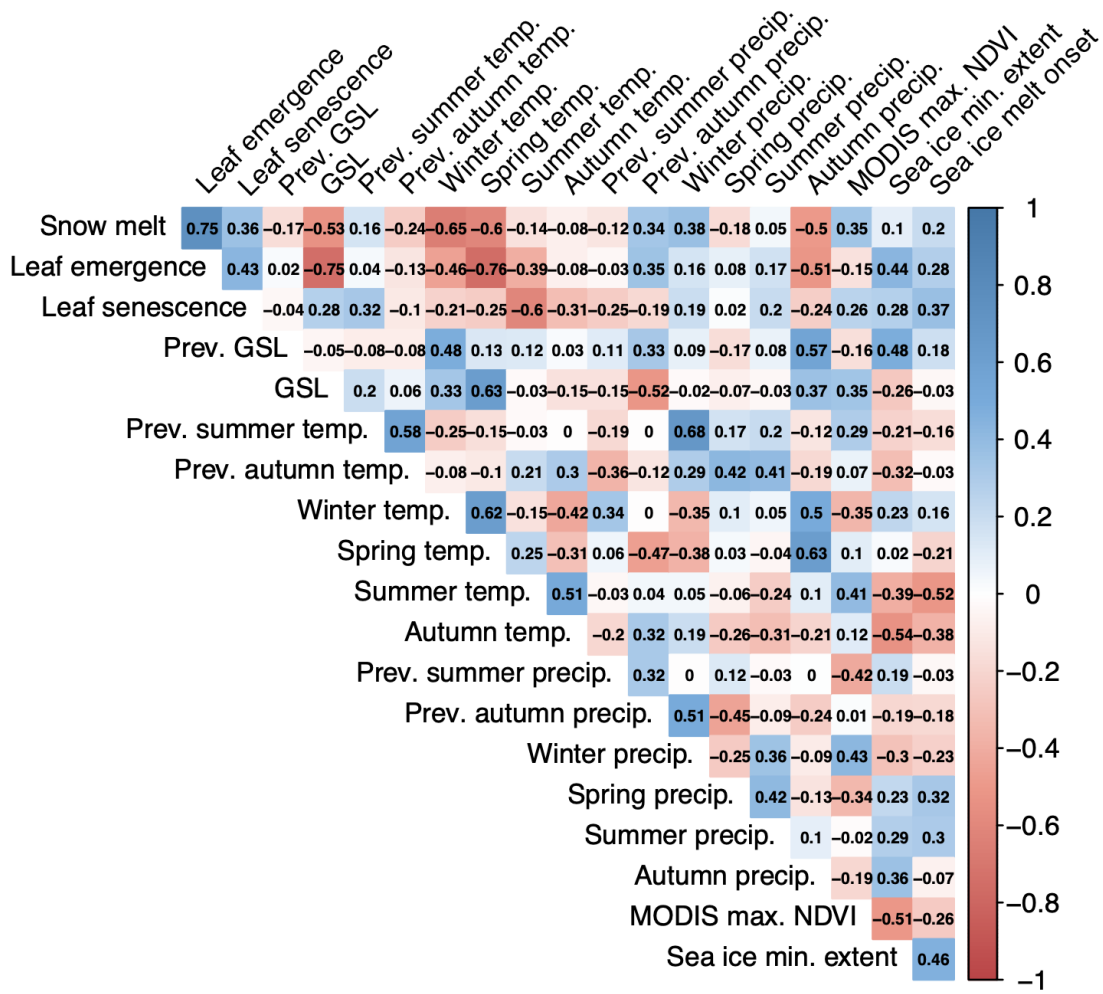 Leaf emergence
Leaf senescence
Prev. GSL
GSL
Prev. summer temp.
Prev. autumn temp.
Winter temp.
Spring temp.
Summer temp.
Autumn temp.
Prev. summer precip.
Prev. autumn precip.
Winter precip.
Spring precip.
Summer precip.
Autumn precip.
MODIS max. NDVI
Sea ice min. extent
Sea ice melt onset
Snow melt 0.75 0.36 −0.17 −0.53 0.16 −0.24 −0.65 −0.6 −0.14 −0.08 −0.12 0.34 0.38 −0.18 0.05 −0.5 0.35 0.1 0.2
Leaf emergence 0.43 0.02 −0.75 0.04 −0.13 −0.46 −0.76 −0.39 −0.08 −0.03 0.35 0.16 0.08 0.17 −0.51 −0.15 0.44 0.28
Leaf senescence −0.04 0.28 0.32 −0.1 −0.21 −0.25 −0.6 −0.31 −0.25 −0.19 0.19 0.02 0.2 −0.24 0.26 0.28 0.37
Prev. GSL −0.05 −0.08 −0.08 0.48 0.13 0.12 0.03 0.11 0.33 0.09 −0.17 0.08 0.57 −0.16 0.48 0.18
GSL 0.2 0.06 0.33 0.63 −0.03 −0.15 −0.15 −0.52 −0.02 −0.07 −0.03 0.37 0.35 −0.26 −0.03
Prev. summer temp. 0.58 −0.25 −0.15 −0.03 0 −0.19 0 0.68 0.17 0.2 −0.12 0.29 −0.21 −0.16
Prev. autumn temp. −0.08 −0.1 0.21 0.3 −0.36 −0.12 0.29 0.42 0.41 −0.19 0.07 −0.32 −0.03
Winter temp. 0.62 −0.15 −0.42 0.34 0 −0.35 0.1 0.05 0.5 −0.35 0.23 0.16
Spring temp. 0.25 −0.31 0.06 −0.47 −0.38 0.03 −0.04 0.63 0.1 0.02 −0.21
Summer temp. 0.51 −0.03 0.04 0.05 −0.06 −0.24 0.1 0.41 −0.39 −0.52
Autumn temp. −0.2 0.32 0.19 −0.26 −0.31 −0.21 0.12 −0.54 −0.38
Prev. summer precip. 0.32 0 0.12 −0.03 0 −0.42 0.19 −0.03
Prev. autumn precip. 0.51 −0.45 −0.09 −0.24 0.01 −0.19 −0.18
Winter precip. −0.25 0.36 −0.09 0.43 −0.3 −0.23
Spring precip. 0.42 −0.13 −0.34 0.23 0.32
Summer precip. 0.1 −0.02 0.29 0.3
Autumn precip. −0.19 0.36 −0.07
MODIS max. NDVI −0.51 −0.26
Sea ice min. extent 0.46
1
0.8
0.6
0.4
0.2
0
−0.2
−0.4
−0.6
−0.8
−1